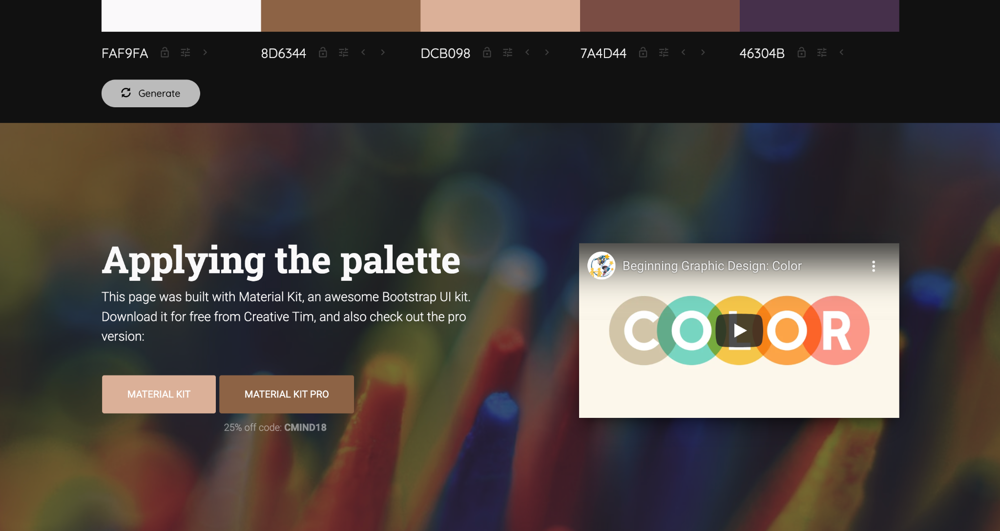 FAF9FA
8D6344
DCB098
7A4D44
46304B
Generate
Applying the palette
This page was built with Material Kit, an awesome Bootstrap UI kit.
Download it for free from Creative Tim, and also check out the pro
version:
MATERIAL KIT
MATERIAL KIT PRO
25% off code: CMIND18
Beginning Graphic Design: Color
COLOR